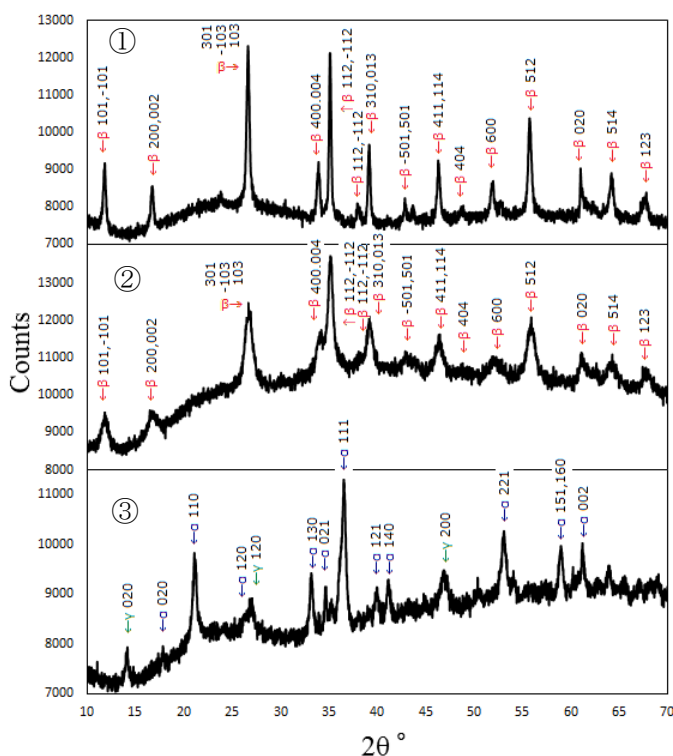 Counts
13000
12000
11000
10000
9000
8000
7000
①
←β 101,-101
←β 200,002
301
-103
103
β→
←β 400.004
↑β 112,-112
←β 112,-112
←β 310,013
←β -501,501
←β 411,114
←β 404
←β 600
←β 512
←β 020
←β 514
←β 123
13000
12000
11000
10000
9000
8000
②
←β 101,-101
←β 200,002
301
-103
103
β→
←β 400.004
↑β 112,-112
←β 112,-112
←β 310,013
←β -501,501
←β 411,114
←β 404
←β 600
←β 512
←β 020
←β 514
←β 123
11000
10000
9000
8000
7000
③
←γ 020
←α 020
←α 110
←α 120
←γ 120
←α 130
←α 021
←α 111
←α 121
←α 140
←γ 200
←α 221
←α 151,160
←α 002
10 15 20 25 30 35 40 45 50 55 60 65 70
2θ °